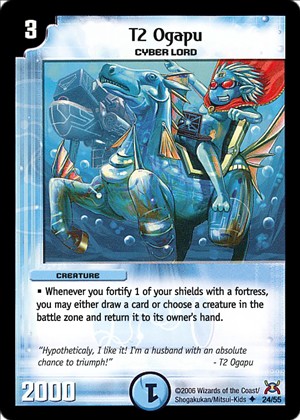 3
T2 Ogapu
CYBER LORD
CREATURE
▪ Whenever you fortify 1 of your shields with a fortress,
you may either draw a card or choose a creature in the
battle zone and return it to its owner's hand.
"Hypotheticaly, I like it! I'm a husband with an absolute
chance to triumph!" - T2 Ogapu
2000
1
©2006 Wizards of the Coast/
Shogakukan/Mitsui-Kids ♦ 24/55